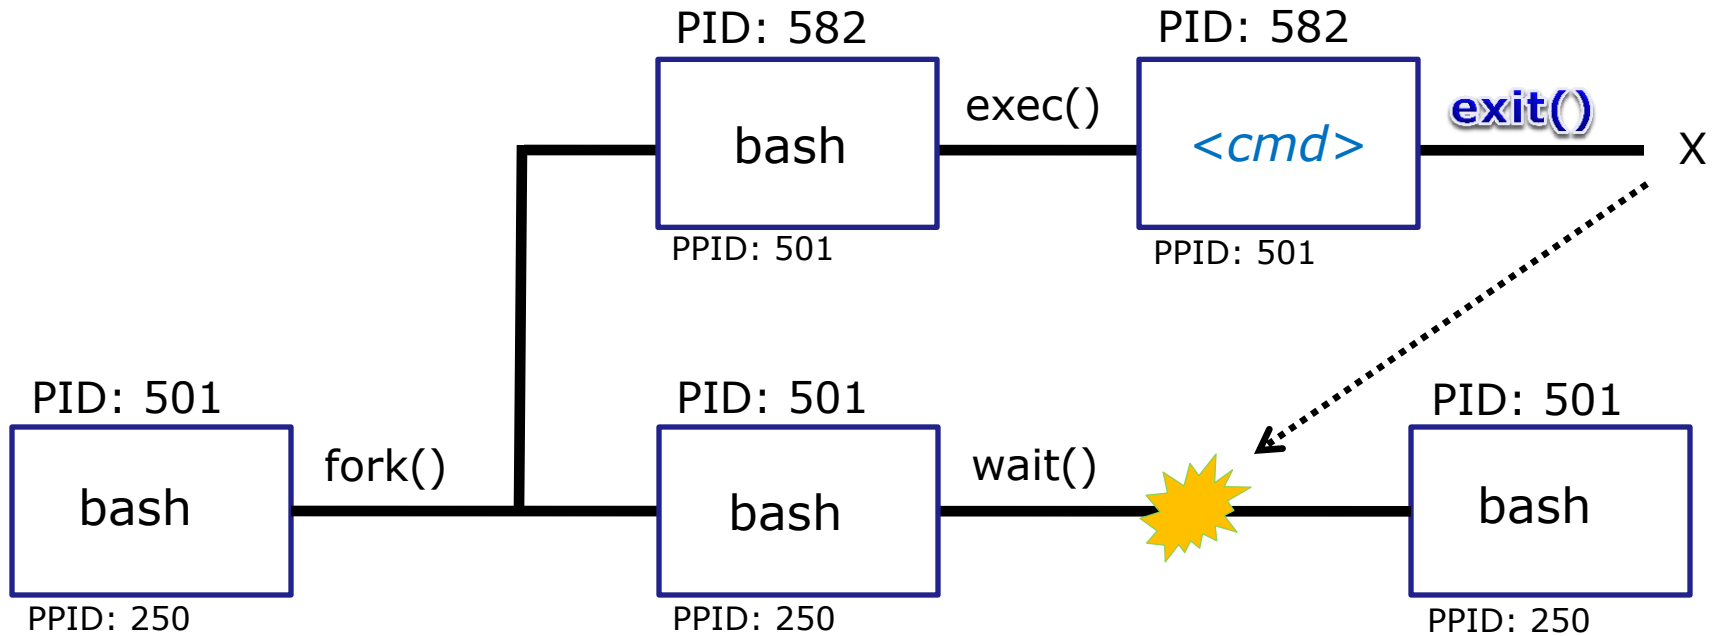 PID: 582
PID: 582
bash
exec()
<cmd>
exit()
X
PPID: 501
PPID: 501
PID: 501
PID: 501
PID: 501
bash
fork()
bash
wait()
bash
PPID: 250
PPID: 250
PPID: 250